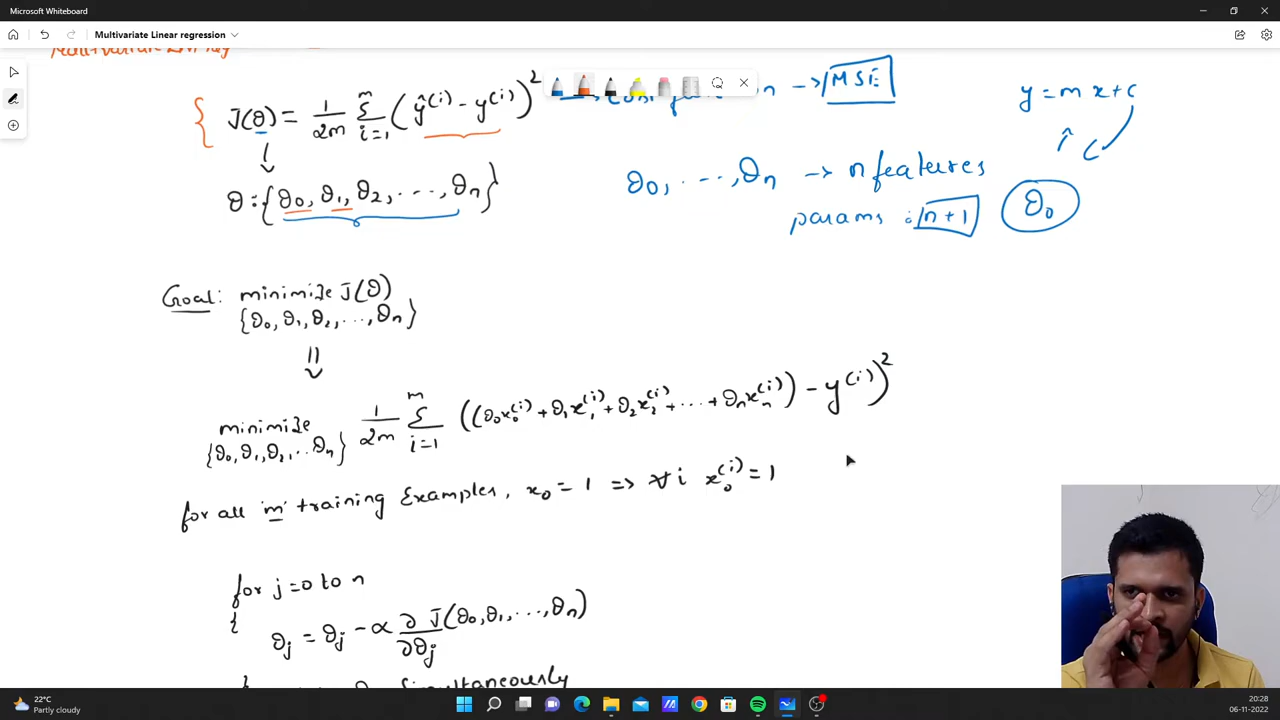 Microsoft Whiteboard
Multivariate Linear regression
J(θ) = 1/2m Σ_{i=1}^{m} (ŷ^(i) - y^(i))²
→ MSE
y = m x + c
θ : {θ0, θ1, θ2, ..., θn}
θ0, ..., θn → n features
params : n+1
θ0
Goal: minimize J(θ)
{θ0, θ1, θ2, ..., θn}
minimize 1/2m Σ_{i=1}^{m} ((θ0x0^(i) + θ1x1^(i) + θ2x2^(i) + ... + θnxn^(i)) - y^(i))²
{θ0, θ1, θ2, ..θn}
for all 'm' training Examples, x0 = 1 => ∀i x0^(i) = 1
for j=0 to n
{
θj = θj - α ∂/∂θj J(θ0, θ1, ..., θn)
simultaneously
22°C
Partly cloudy
20:28
06-11-2022